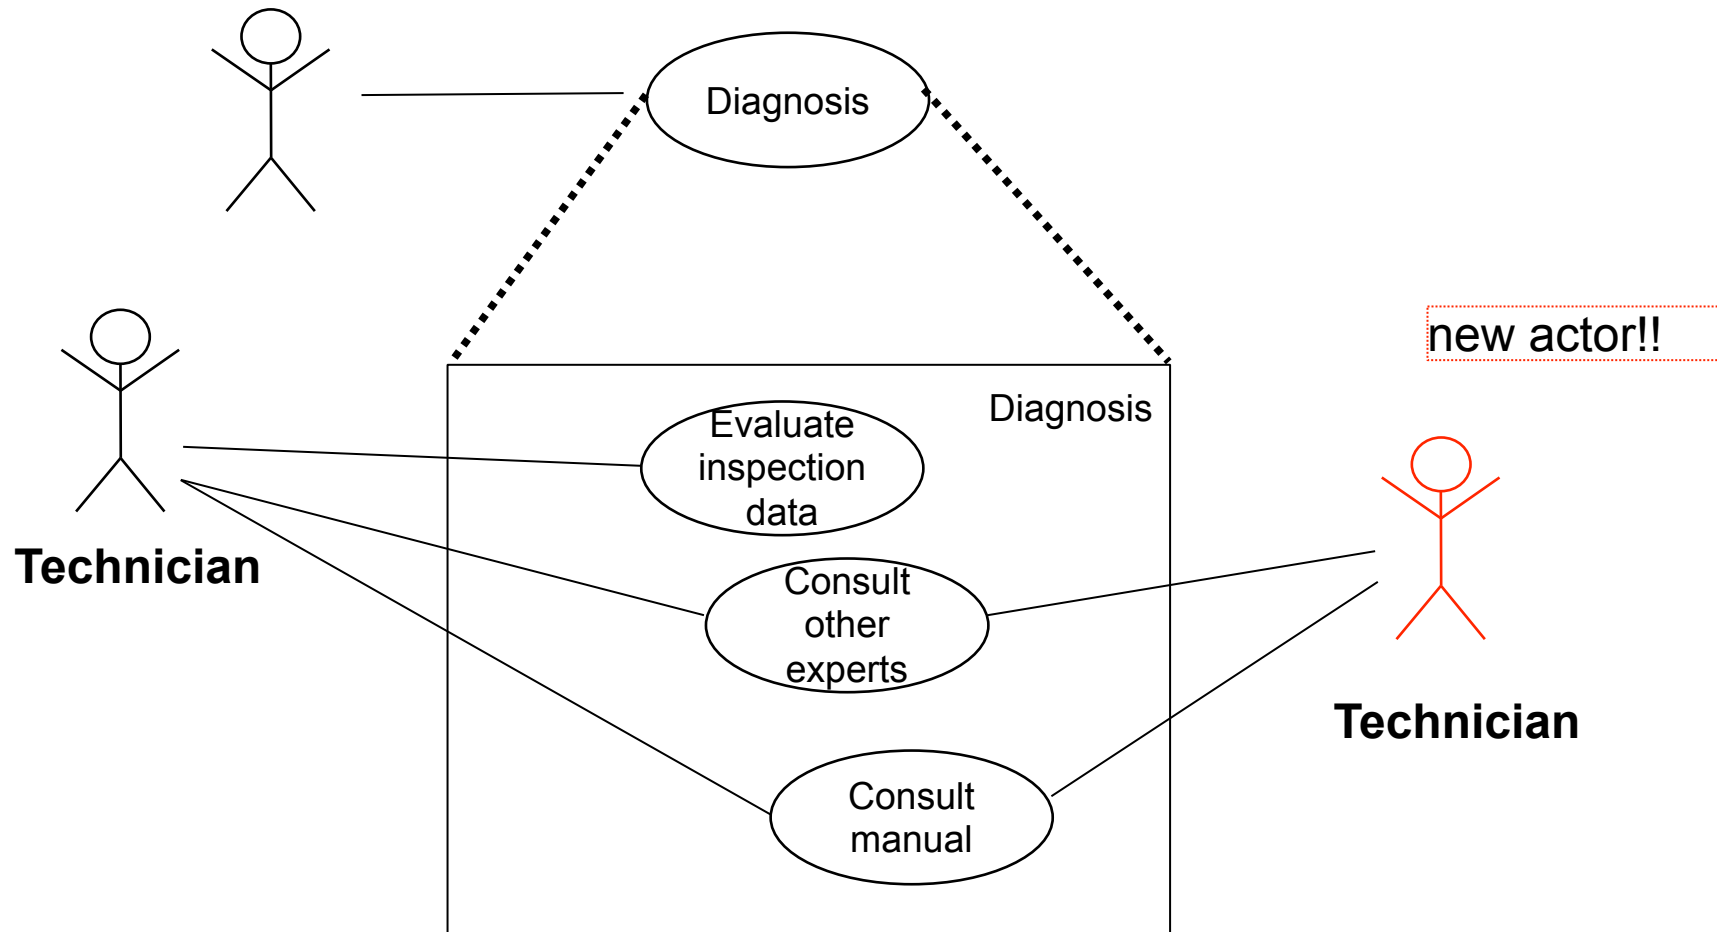 Diagnosis
new actor!!
Diagnosis
Evaluate
inspection
data
Technician
Consult
other
experts
Technician
Consult
manual